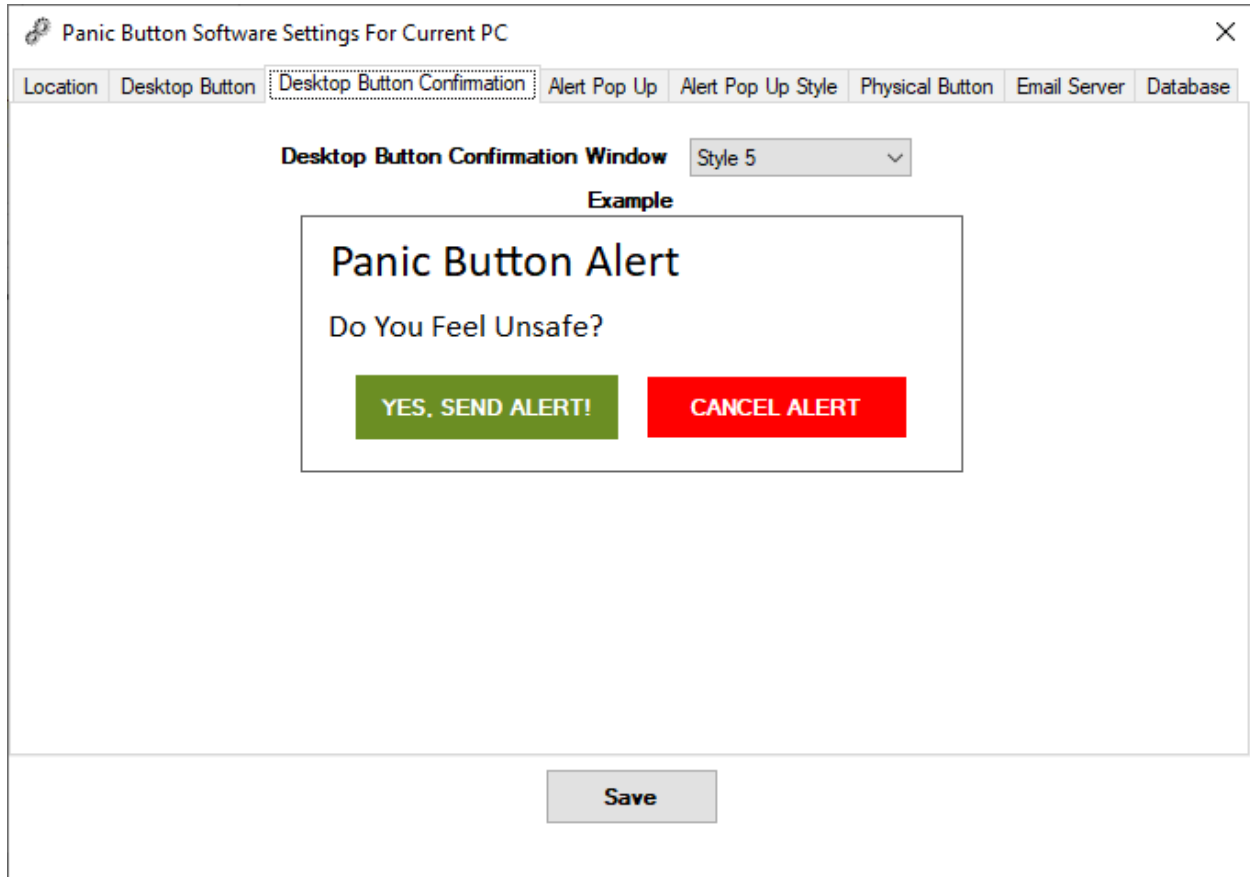 Panic Button Software Settings For Current PC
Location Desktop Button Desktop Button Confirmation Alert Pop Up Alert Pop Up Style Physical Button Email Server Database
Desktop Button Confirmation Window Style 5
Example
Panic Button Alert
Do You Feel Unsafe?
YES, SEND ALERT! CANCEL ALERT
Save